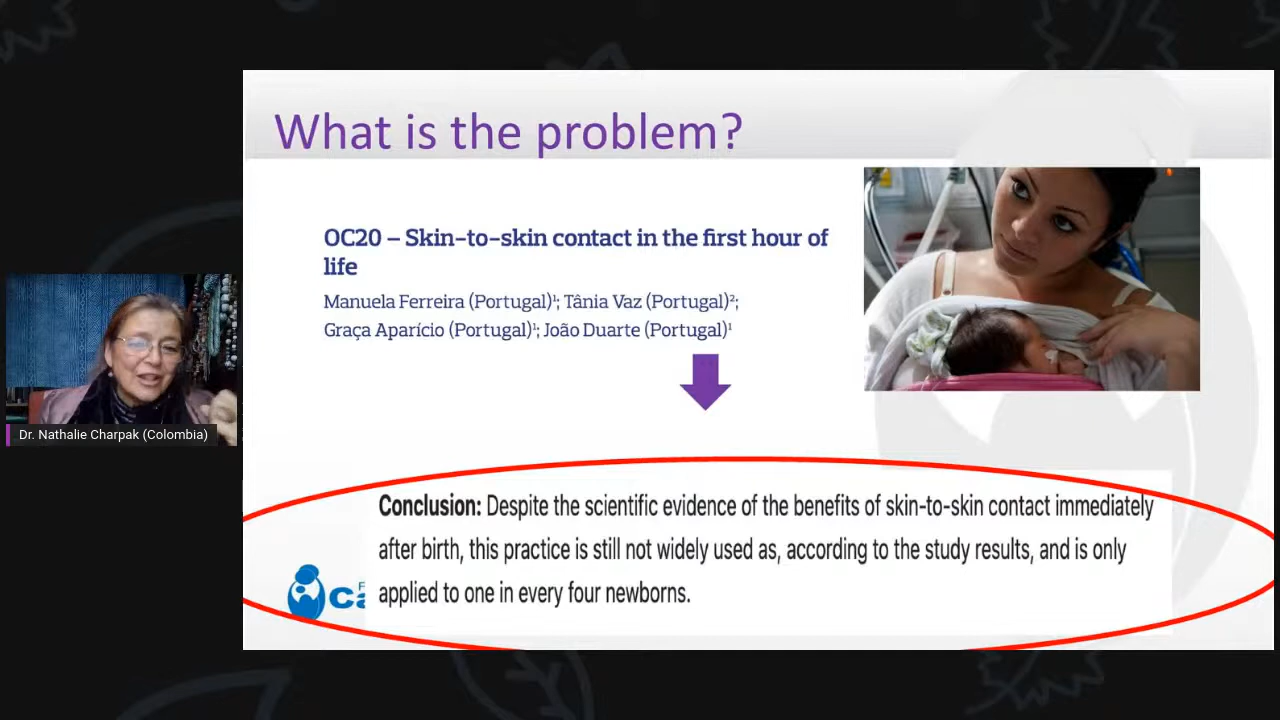 What is the problem?
OC20 – Skin-to-skin contact in the first hour of
life
Manuela Ferreira (Portugal)¹; Tânia Vaz (Portugal)²;
Graça Aparício (Portugal)¹; João Duarte (Portugal)¹
Dr. Nathalie Charpak (Colombia)
Conclusion: Despite the scientific evidence of the benefits of skin-to-skin contact immediately
after birth, this practice is still not widely used as, according to the study results, and is only
applied to one in every four newborns.